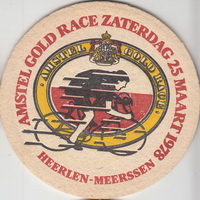 AMSTEL GOLD RACE ZATERDAG 25 MAART 1978
AMSTEL GOLD RACE
HEERLEN-MEERSSEN